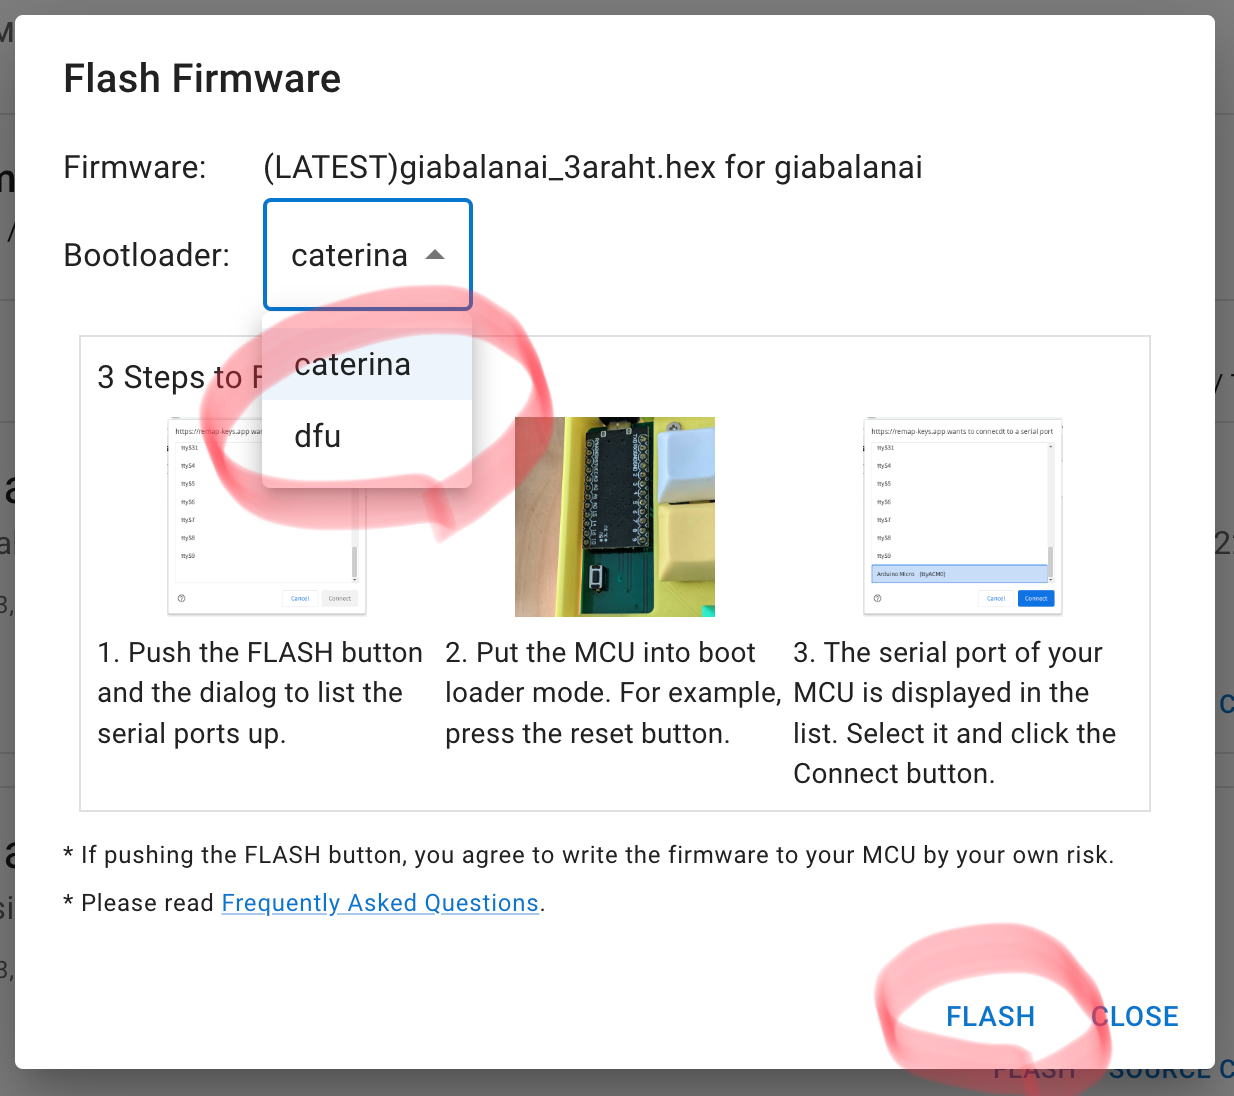 Flash Firmware
Firmware: (LATEST)giabalanai_3araht.hex for giabalanai
Bootloader: caterina
caterina
dfu
3 Steps to F
https://remap-keys.app wan
ttyS31
ttyS4
ttyS5
ttyS6
ttyS7
ttyS8
ttyS9
Cancel Connect
https://remap-keys.app wants to connecdt to a serial port
ttyS31
ttyS4
ttyS5
ttyS6
ttyS7
ttyS8
ttyS9
Arduino Micro (ttyACM0)
Cancel Connect
1. Push the FLASH button
and the dialog to list the
serial ports up.
2. Put the MCU into boot
loader mode. For example,
press the reset button.
3. The serial port of your
MCU is displayed in the
list. Select it and click the
Connect button.
* If pushing the FLASH button, you agree to write the firmware to your MCU by your own risk.
* Please read Frequently Asked Questions.
FLASH CLOSE
FLASH SOURCE C